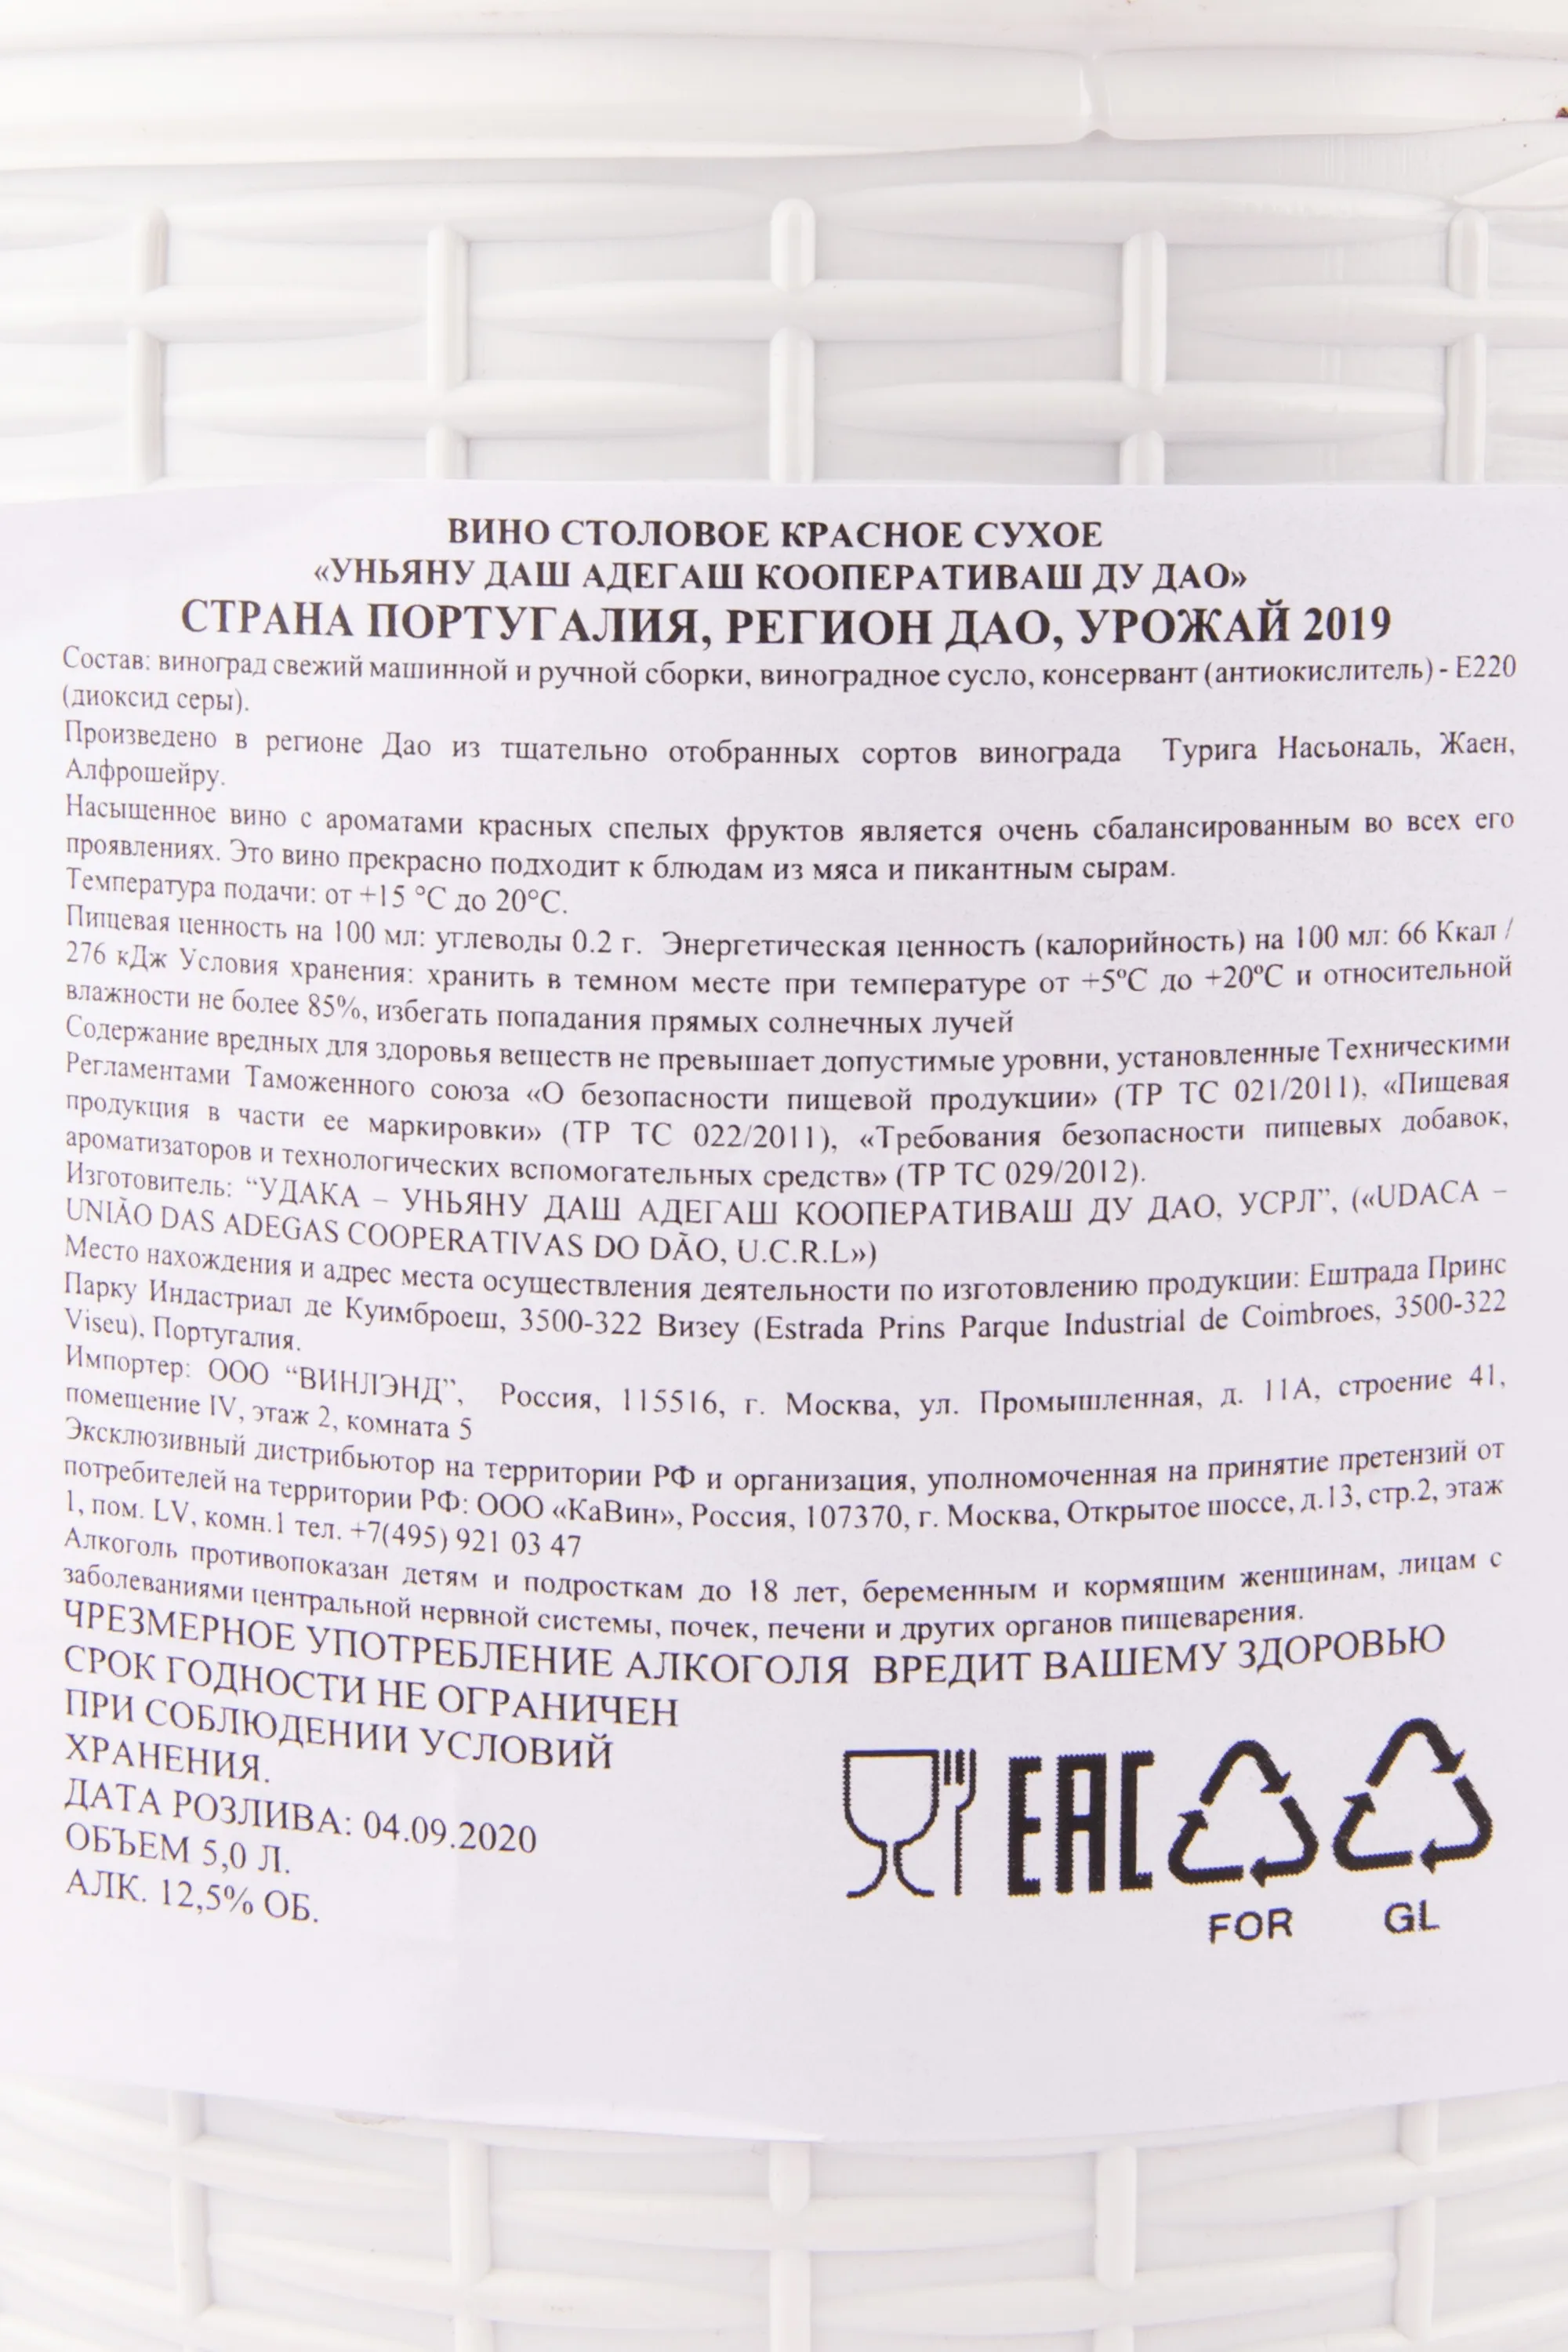 ВИНО СТОЛОВОЕ КРАСНОЕ СУХОЕ
«УНЬЯНУ ДАШ АДЕГАШ КООПЕРАТИВАШ ДУ ДАО»
СТРАНА ПОРТУГАЛИЯ, РЕГИОН ДАО, УРОЖАЙ 2019
Состав: виноград свежий машинной и ручной сборки, виноградное сусло, консервант (антиокислитель) - Е220
(диоксид серы).
Произведено в регионе Дао из тщательно отобранных сортов винограда Турига Насьональ, Жаен,
Алфрошейру.
Насыщенное вино с ароматами красных спелых фруктов является очень сбалансированным во всех его
проявлениях. Это вино прекрасно подходит к блюдам из мяса и пикантным сырам.
Температура подачи: от +15 °С до 20°С.
Пищевая ценность на 100 мл: углеводы 0.2 г. Энергетическая ценность (калорийность) на 100 мл: 66 Ккал /
276 кДж Условия хранения: хранить в темном месте при температуре от +5ºС до +20ºС и относительной
влажности не более 85%, избегать попадания прямых солнечных лучей
Содержание вредных для здоровья веществ не превышает допустимые уровни, установленные Техническими
Регламентами Таможенного союза «О безопасности пищевой продукции» (ТР ТС 021/2011), «Пищевая
продукция в части ее маркировки» (ТР ТС 022/2011), «Требования безопасности пищевых добавок,
ароматизаторов и технологических вспомогательных средств» (ТР ТС 029/2012).
Изготовитель: “УДАКА – УНЬЯНУ ДАШ АДЕГАШ КООПЕРАТИВАШ ДУ ДАО, УСРЛ”, («UDACA –
UNIÃO DAS ADEGAS COOPERATIVAS DO DÃO, U.C.R.L»)
Место нахождения и адрес места осуществления деятельности по изготовлению продукции: Ештрада Принс
Парку Индастриал де Куимброеш, 3500-322 Визеу (Estrada Prins Parque Industrial de Coimbroes, 3500-322
Viseu), Португалия.
Импортер: ООО “ВИНЛЭНД”, Россия, 115516, г. Москва, ул. Промышленная, д. 11А, строение 41,
помещение IV, этаж 2, комната 5
Эксклюзивный дистрибьютор на территории РФ и организация, уполномоченная на принятие претензий от
потребителей на территории РФ: ООО «КаВин», Россия, 107370, г. Москва, Открытое шоссе, д.13, стр.2, этаж
1, пом. LV, комн.1 тел. +7(495) 921 03 47
Алкоголь противопоказан детям и подросткам до 18 лет, беременным и кормящим женщинам, лицам с
заболеваниями центральной нервной системы, почек, печени и других органов пищеварения.
ЧРЕЗМЕРНОЕ УПОТРЕБЛЕНИЕ АЛКОГОЛЯ ВРЕДИТ ВАШЕМУ ЗДОРОВЬЮ
СРОК ГОДНОСТИ НЕ ОГРАНИЧЕН
ПРИ СОБЛЮДЕНИИ УСЛОВИЙ
ХРАНЕНИЯ.
ДАТА РОЗЛИВА: 04.09.2020
ОБЪЕМ 5,0 Л.
АЛК. 12,5% ОБ.
EAC
FOR GL